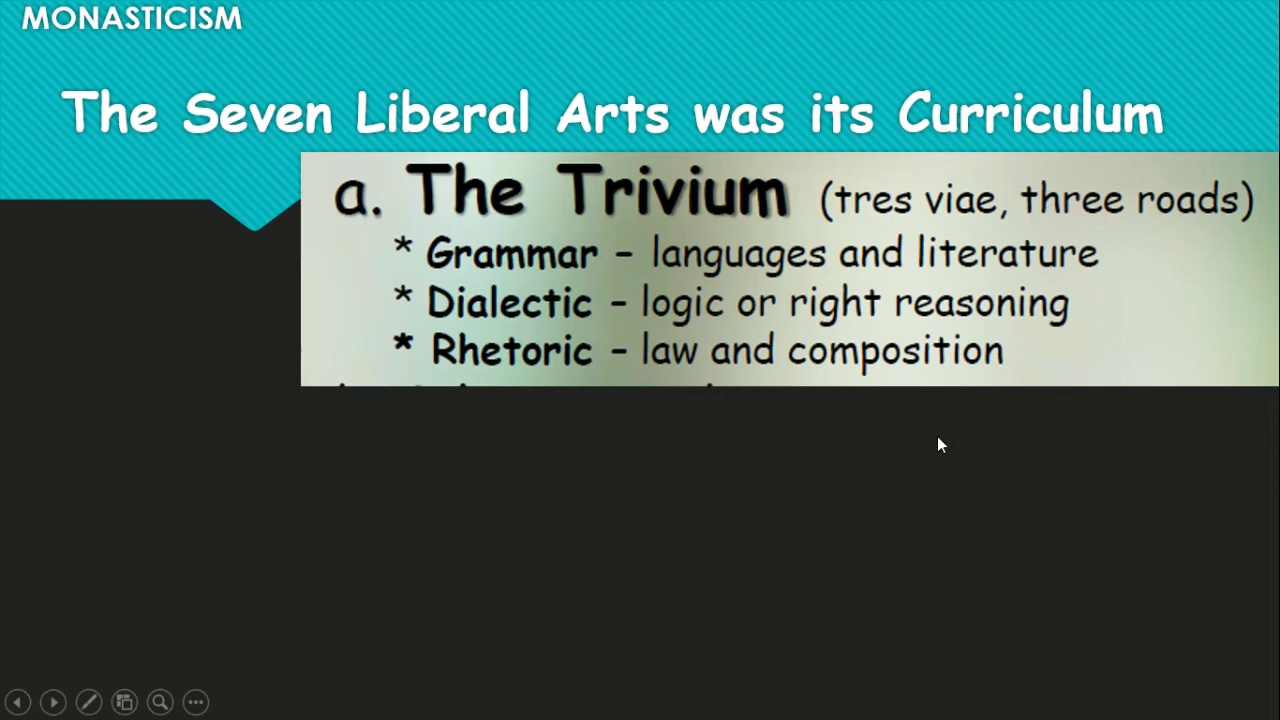 MONASTICISM
The Seven Liberal Arts was its Curriculum
a. The Trivium (tres viae, three roads)
* Grammar – languages and literature
* Dialectic – logic or right reasoning
* Rhetoric – law and composition